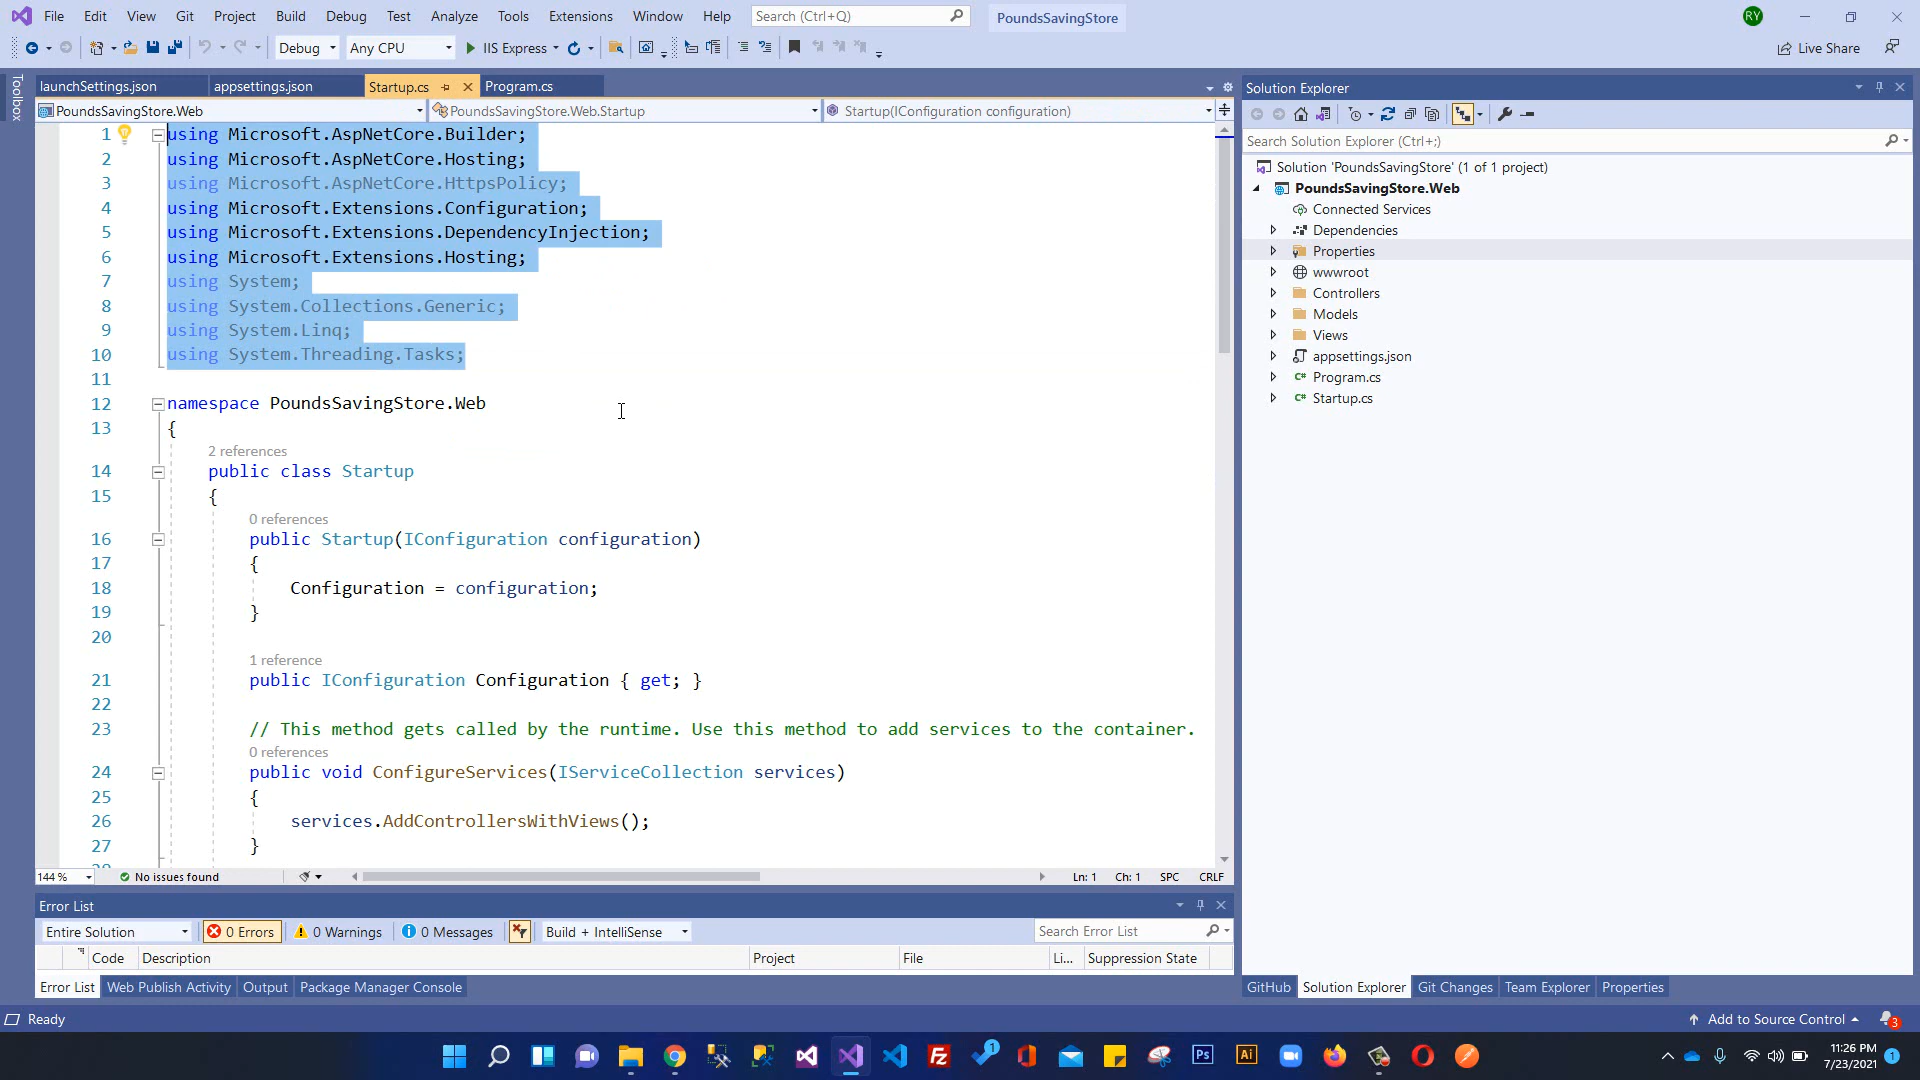 File Edit View Git Project Build Debug Test Analyze Tools Extensions Window Help Search (Ctrl+Q) PoundsSavingStore RY
Debug Any CPU IIS Express Live Share
Toolbox
launchSettings.json appsettings.json Startup.cs Program.cs
PoundsSavingStore.Web PoundsSavingStore.Web.Startup Startup(IConfiguration configuration)
1 using Microsoft.AspNetCore.Builder;
2 using Microsoft.AspNetCore.Hosting;
3 using Microsoft.AspNetCore.HttpsPolicy;
4 using Microsoft.Extensions.Configuration;
5 using Microsoft.Extensions.DependencyInjection;
6 using Microsoft.Extensions.Hosting;
7 using System;
8 using System.Collections.Generic;
9 using System.Linq;
10 using System.Threading.Tasks;
11
12 namespace PoundsSavingStore.Web
13 {
2 references
14 public class Startup
15 {
0 references
16 public Startup(IConfiguration configuration)
17 {
18 Configuration = configuration;
19 }
20
1 reference
21 public IConfiguration Configuration { get; }
22
23 // This method gets called by the runtime. Use this method to add services to the container.
0 references
24 public void ConfigureServices(IServiceCollection services)
25 {
26 services.AddControllersWithViews();
27 }
144 % No issues found Ln: 1 Ch: 1 SPC CRLF
Error List
Entire Solution 0 Errors 0 Warnings 0 Messages Build + IntelliSense Search Error List
Code Description Project File Li... Suppression State
Error List Web Publish Activity Output Package Manager Console
Solution Explorer
Search Solution Explorer (Ctrl+;)
Solution 'PoundsSavingStore' (1 of 1 project)
PoundsSavingStore.Web
Connected Services
Dependencies
Properties
wwwroot
Controllers
Models
Views
appsettings.json
C# Program.cs
C# Startup.cs
GitHub Solution Explorer Git Changes Team Explorer Properties
Ready Add to Source Control 3
1 Ps Ai 11:26 PM
7/23/2021 1